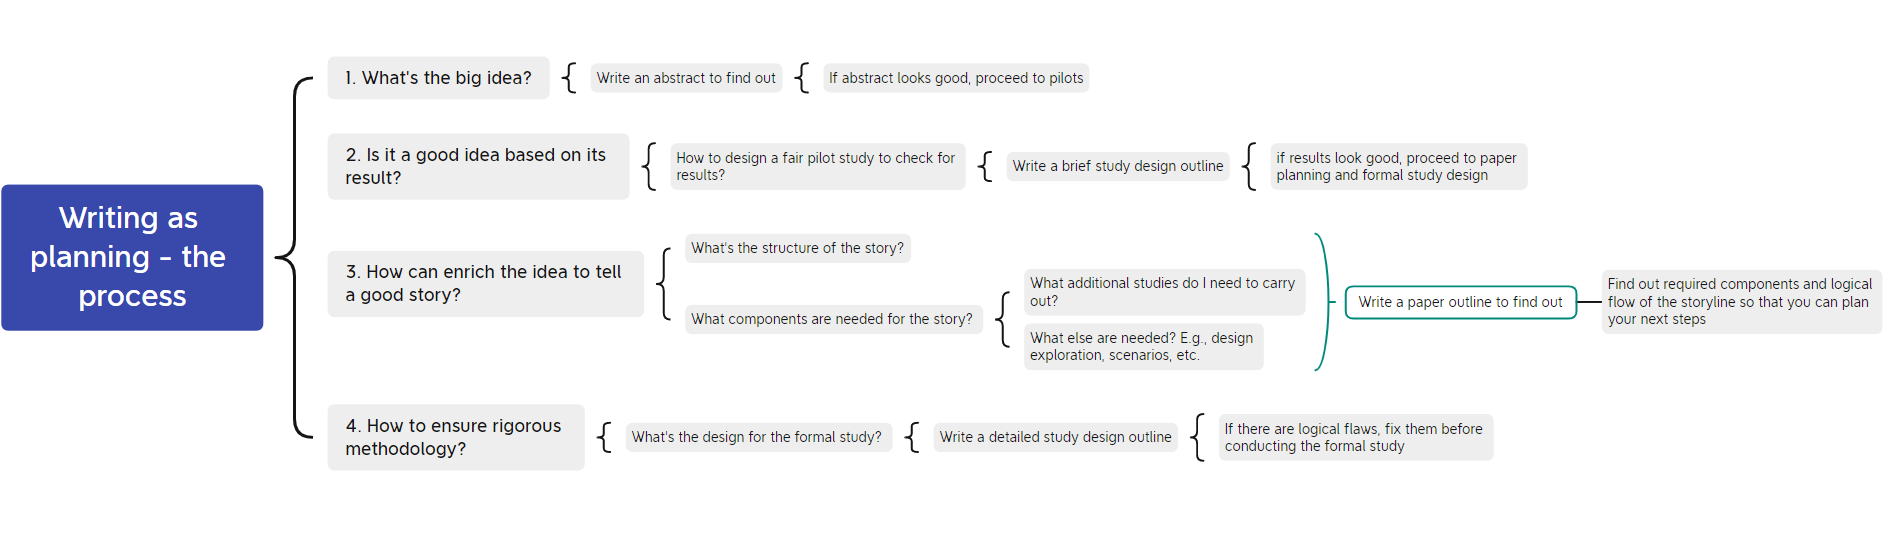 Writing as
planning - the
process
1. What's the big idea?
Write an abstract to find out
If abstract looks good, proceed to pilots
2. Is it a good idea based on its
result?
How to design a fair pilot study to check for
results?
Write a brief study design outline
if results look good, proceed to paper
planning and formal study design
3. How can enrich the idea to tell
a good story?
What's the structure of the story?
What components are needed for the story?
What additional studies do I need to carry
out?
What else are needed? E.g., design
exploration, scenarios, etc.
Write a paper outline to find out
Find out required components and logical
flow of the storyline so that you can plan
your next steps
4. How to ensure rigorous
methodology?
What's the design for the formal study?
Write a detailed study design outline
If there are logical flaws, fix them before
conducting the formal study